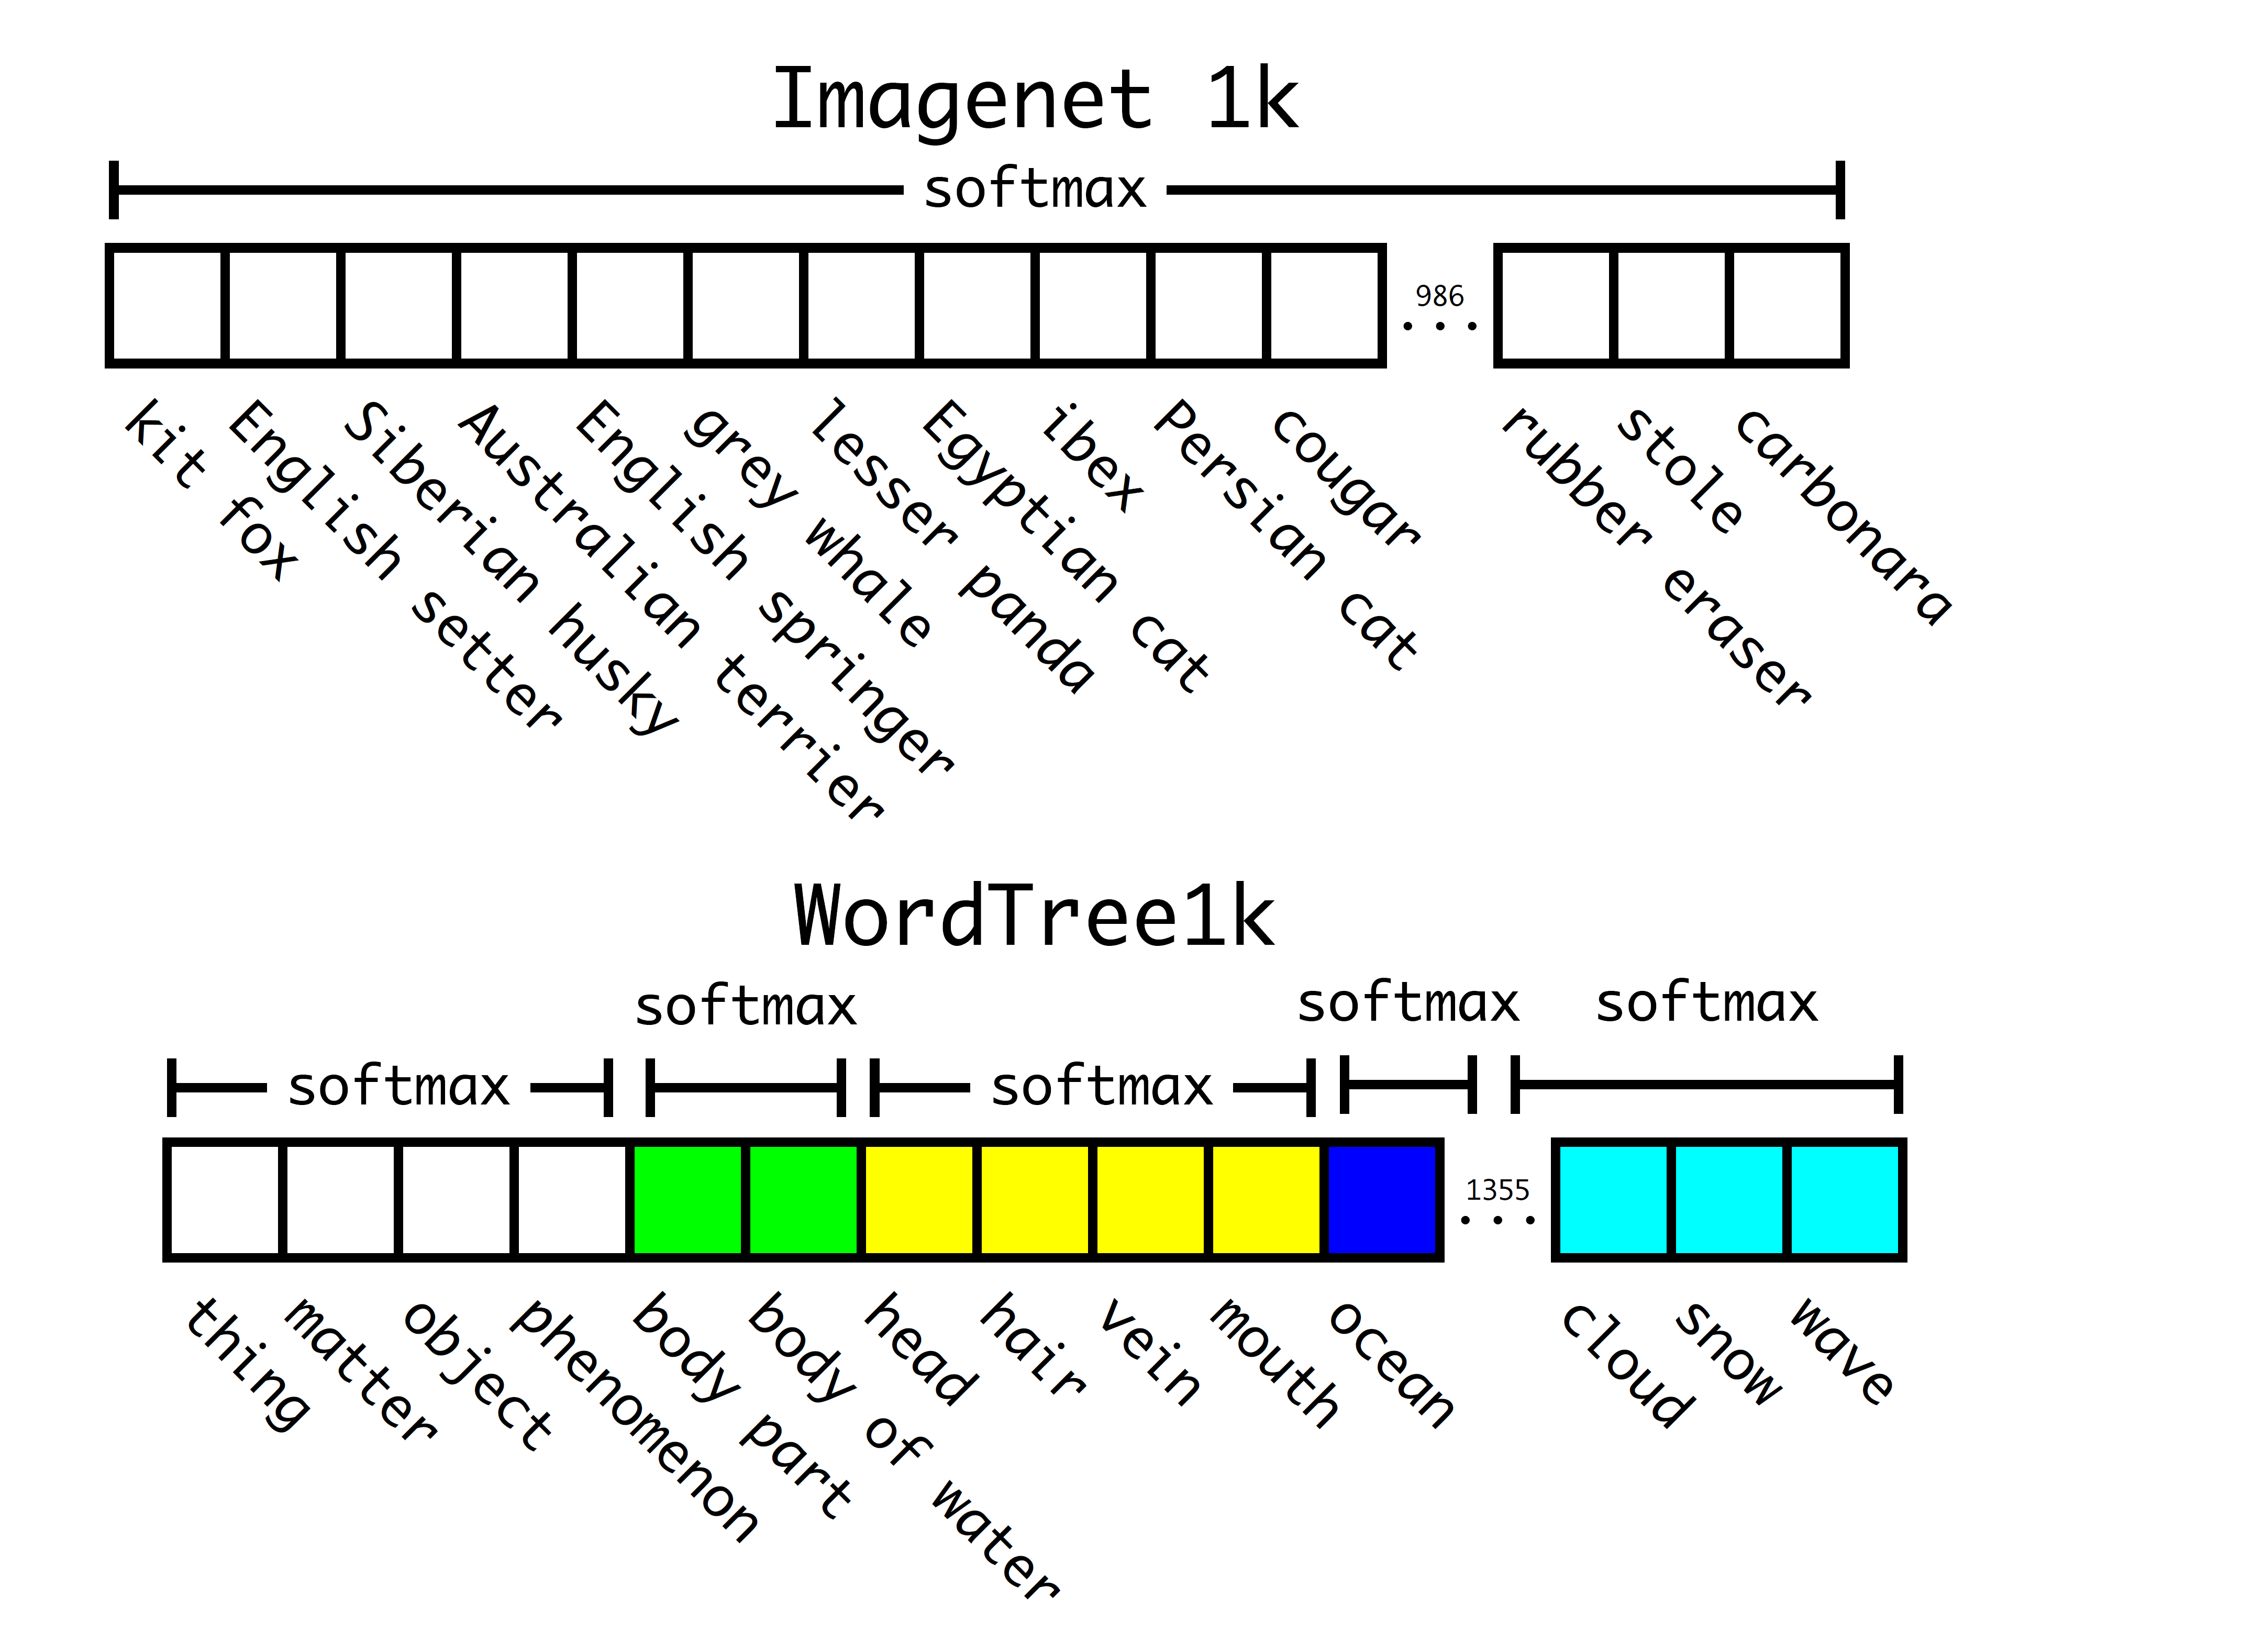 Imagenet 1k
softmax
986
...
kit fox
English setter
Siberian husky
Australian terrier
English springer
grey whale
lesser panda
Egyptian cat
ibex
Persian cat
cougar
rubber eraser
stole
carbonara
WordTree1k
softmax
softmax
softmax
softmax
softmax
1355
...
thing
matter
object
phenomenon
body part
body of water
head
hair
vein
mouth
ocean
cloud
snow
wave